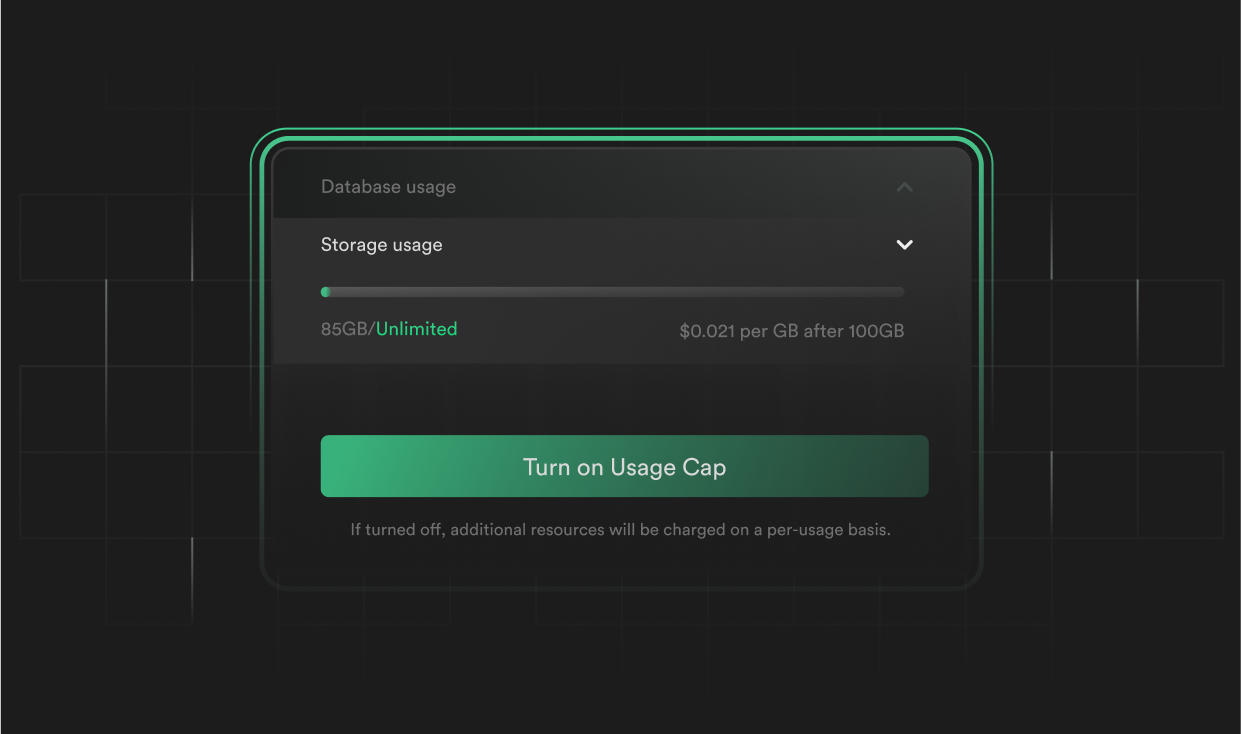 Database usage
Storage usage
85GB/Unlimited
$0.021 per GB after 100GB
Turn on Usage Cap
If turned off, additional resources will be charged on a per-usage basis.